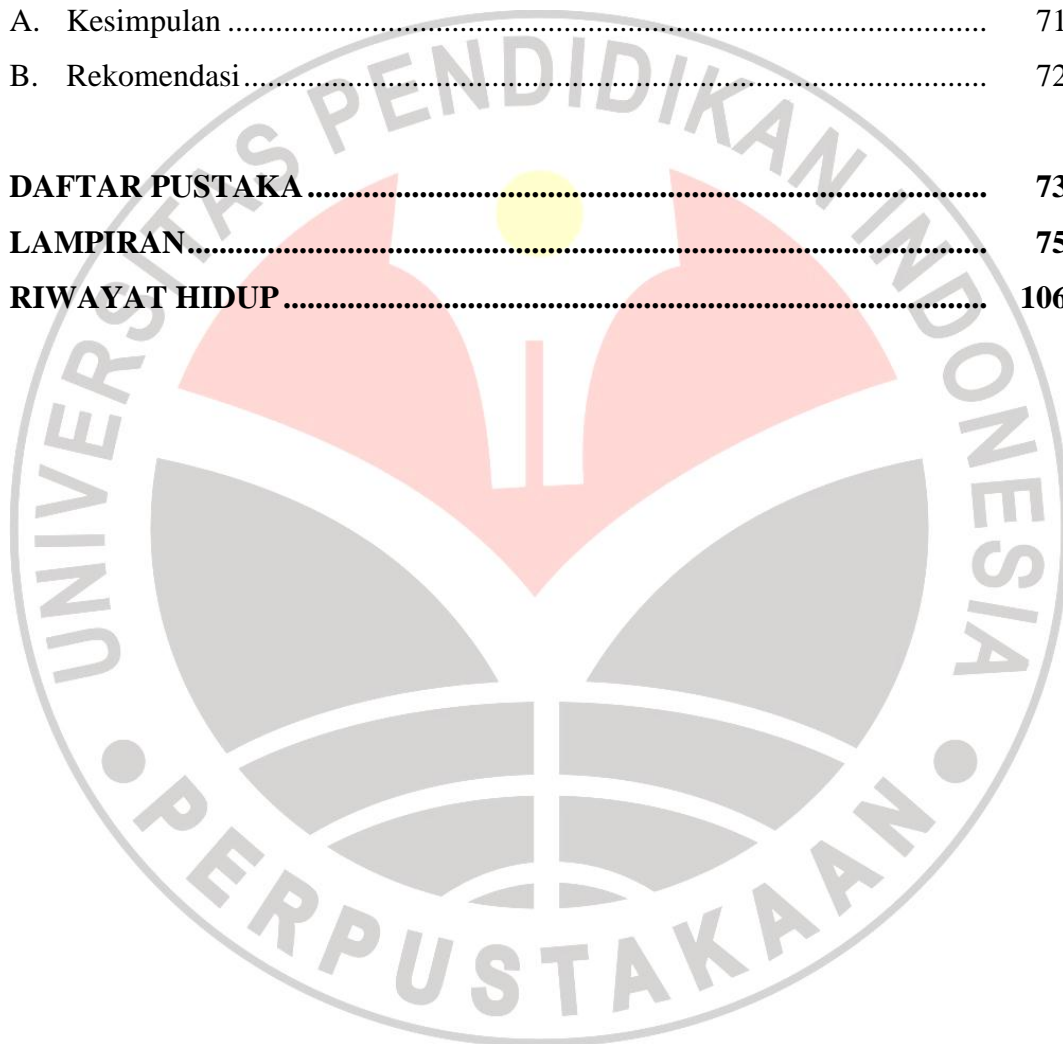 A. Kesimpulan ........................................................................................... 71
B. Rekomendasi ......................................................................................... 72
DAFTAR PUSTAKA ................................................................................. 73
LAMPIRAN ................................................................................................ 75
RIWAYAT HIDUP .................................................................................... 106
UNIVERSITAS PENDIDIKAN INDONESIA
PERPUSTAKAAN